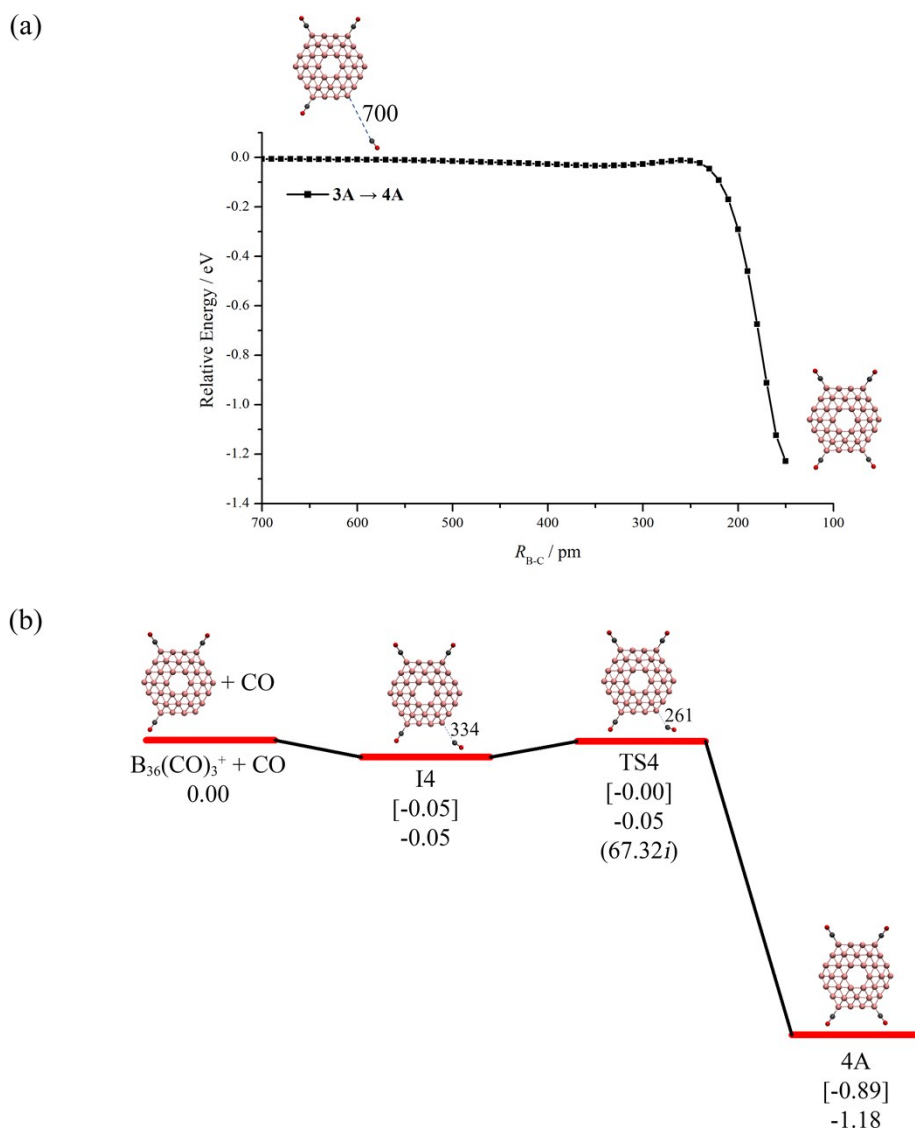 (a)
700
0.0
-0.2
-0.4
-0.6
-0.8
-1.0
-1.2
-1.4
Relative Energy / eV
3A → 4A
700 600 500 400 300 200 100
R_B-C / pm
(b)
+ CO
334
261
B₃₆(CO)₃⁺ + CO
0.00
I4
[-0.05]
-0.05
TS4
[-0.00]
-0.05
(67.32i)
4A
[-0.89]
-1.18